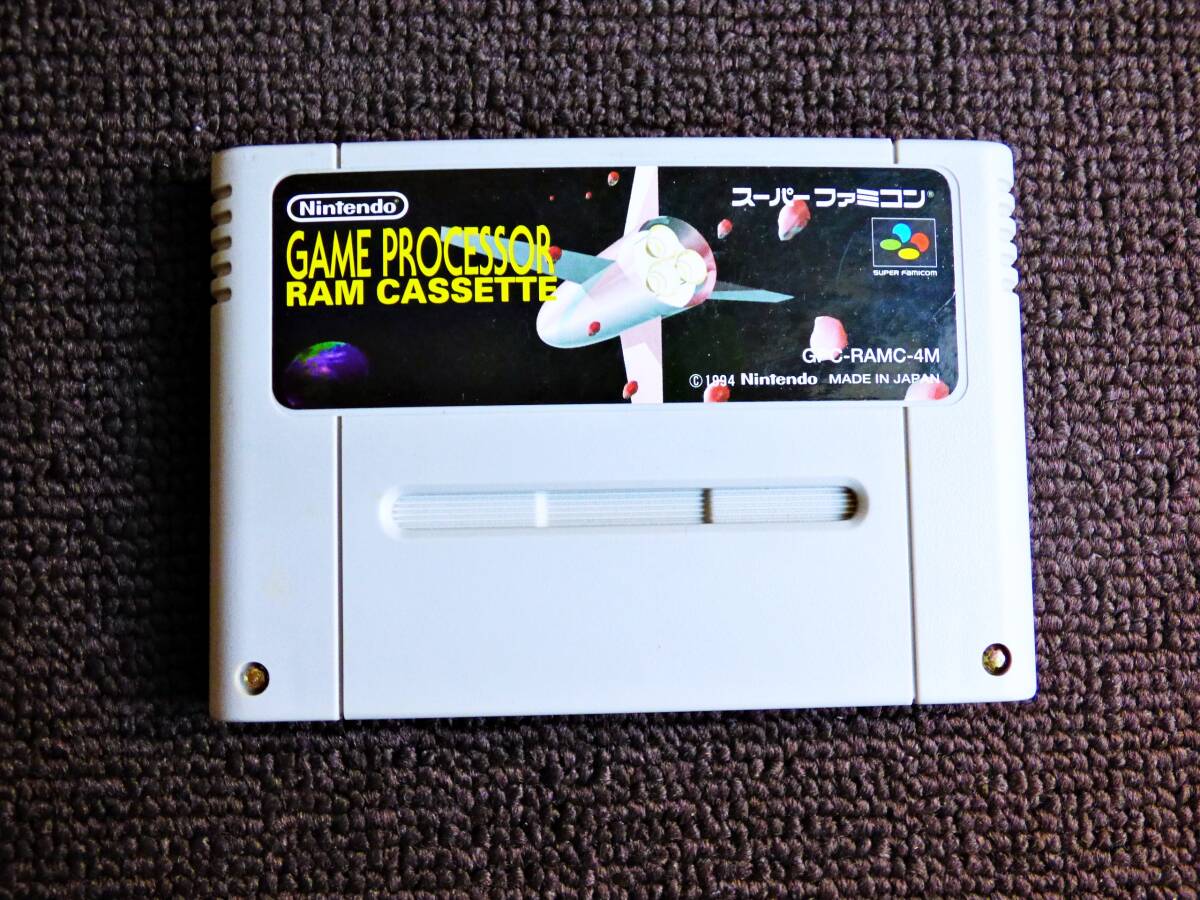 Nintendo®
GAME PROCESSOR
RAM CASSETTE
スーパーファミコン®
SUPER FAMICOM
GPC-RAMC-4M
©1994 Nintendo MADE IN JAPAN